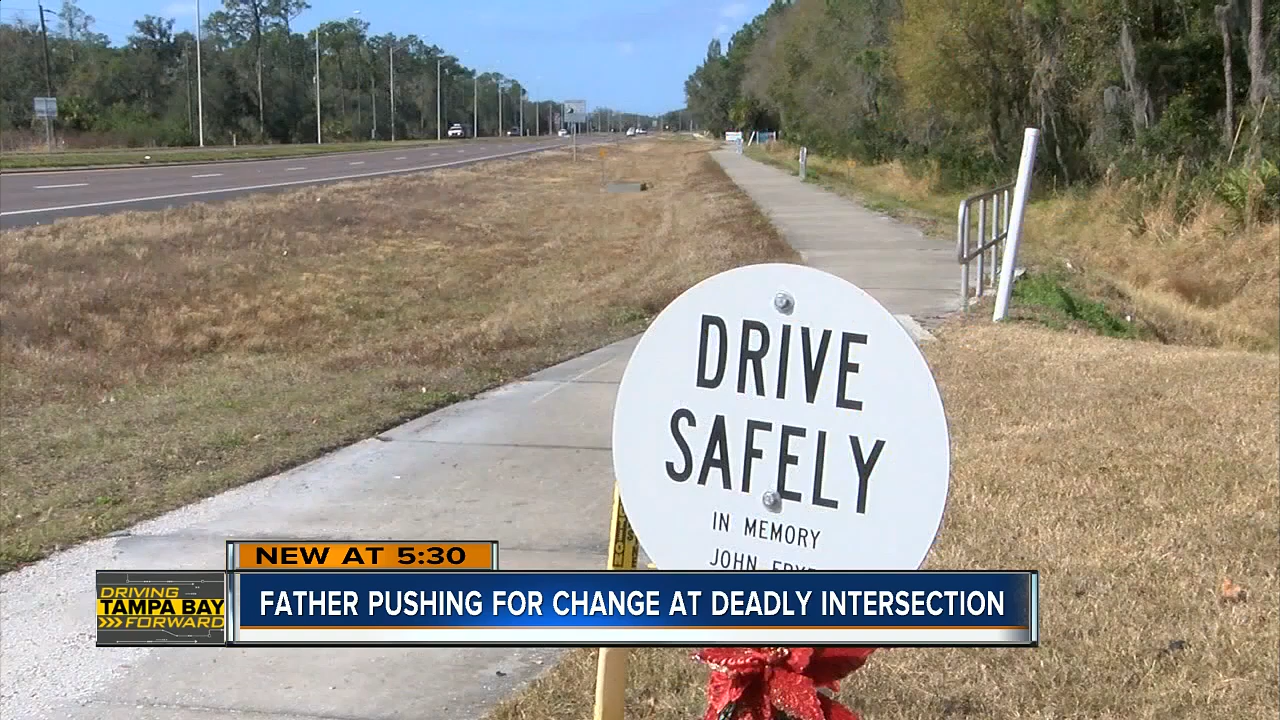 DRIVE
SAFELY
IN MEMORY
JOHN
NEW AT 5:30
DRIVING
TAMPA BAY
>>>FORWARD
FATHER PUSHING FOR CHANGE AT DEADLY INTERSECTION